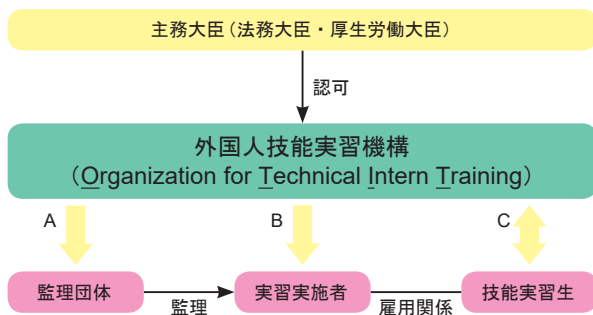 主務大臣（法務大臣・厚生労働大臣）
認可
外国人技能実習機構
（Organization for Technical Intern Training）
A
B
C
監理団体
監理
実習実施者
雇用関係
技能実習生